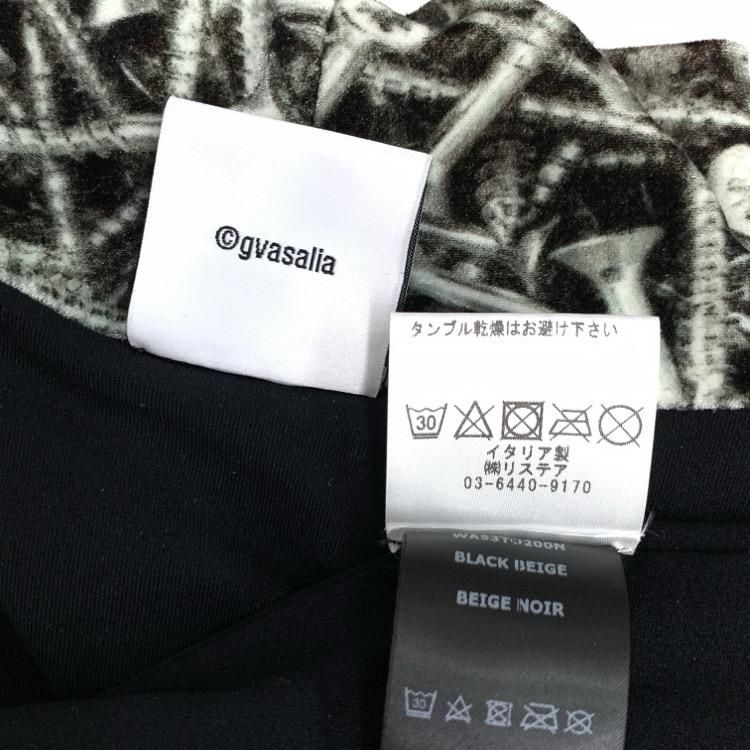 ©gvasalia
タンブル乾燥はお避け下さい
30
イタリア製
㈱リステア
03-6440-9170
BLACK BEIGE
BEIGE NOIR
30